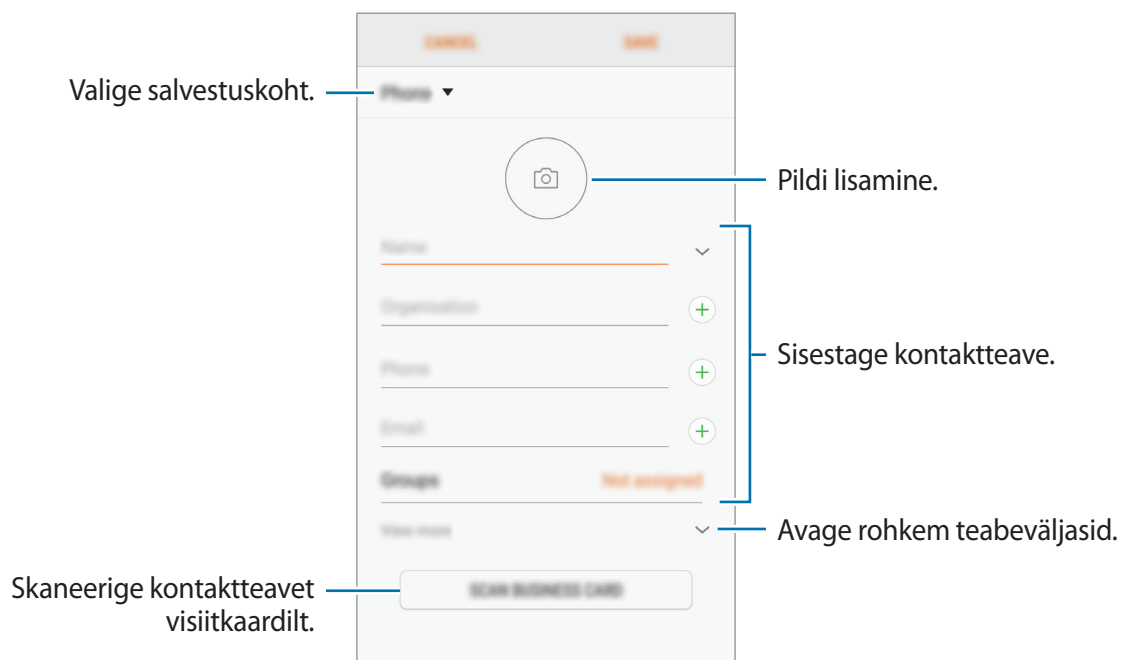 CANCEL
SAVE
Valige salvestuskoht.
Phone
Pildi lisamine.
Name
Organisation
Sisestage kontaktteave.
Phone
Email
Groups
Not assigned
View more
Avage rohkem teabeväljasid.
Skaneerige kontaktteavet
visiitkaardilt.
SCAN BUSINESS CARD